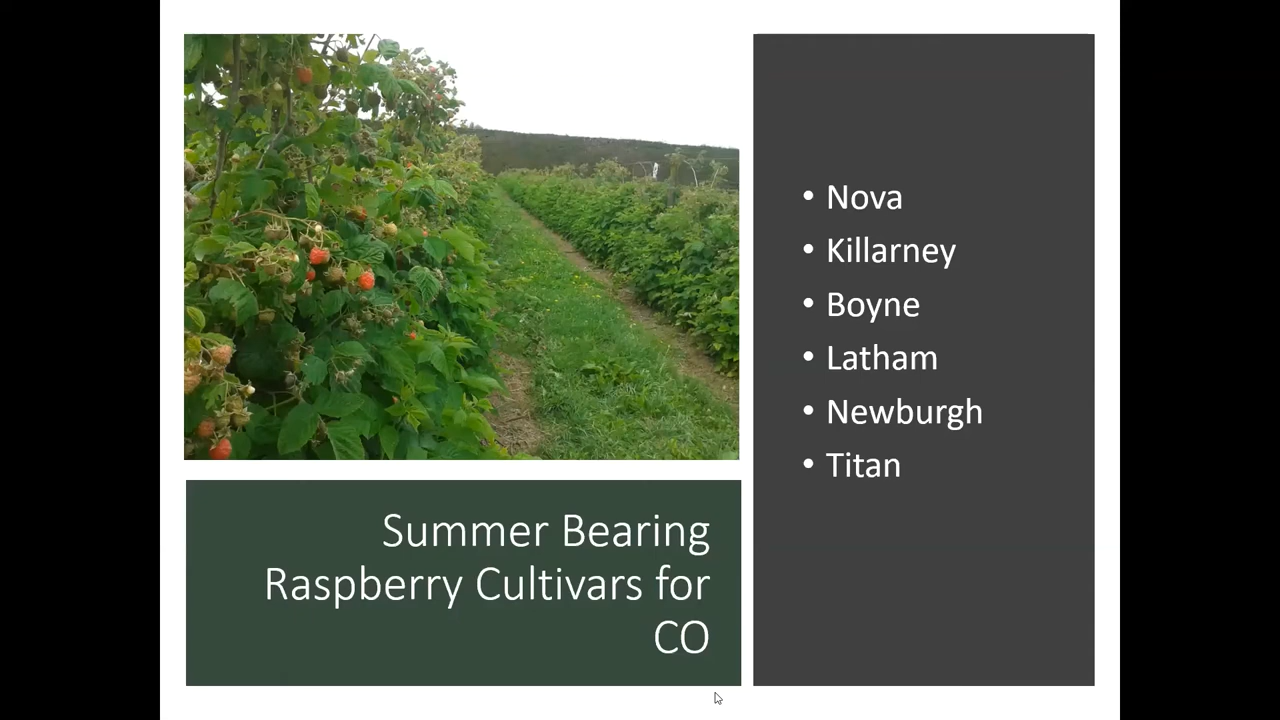 Summer Bearing
Raspberry Cultivars for
CO
• Nova
• Killarney
• Boyne
• Latham
• Newburgh
• Titan